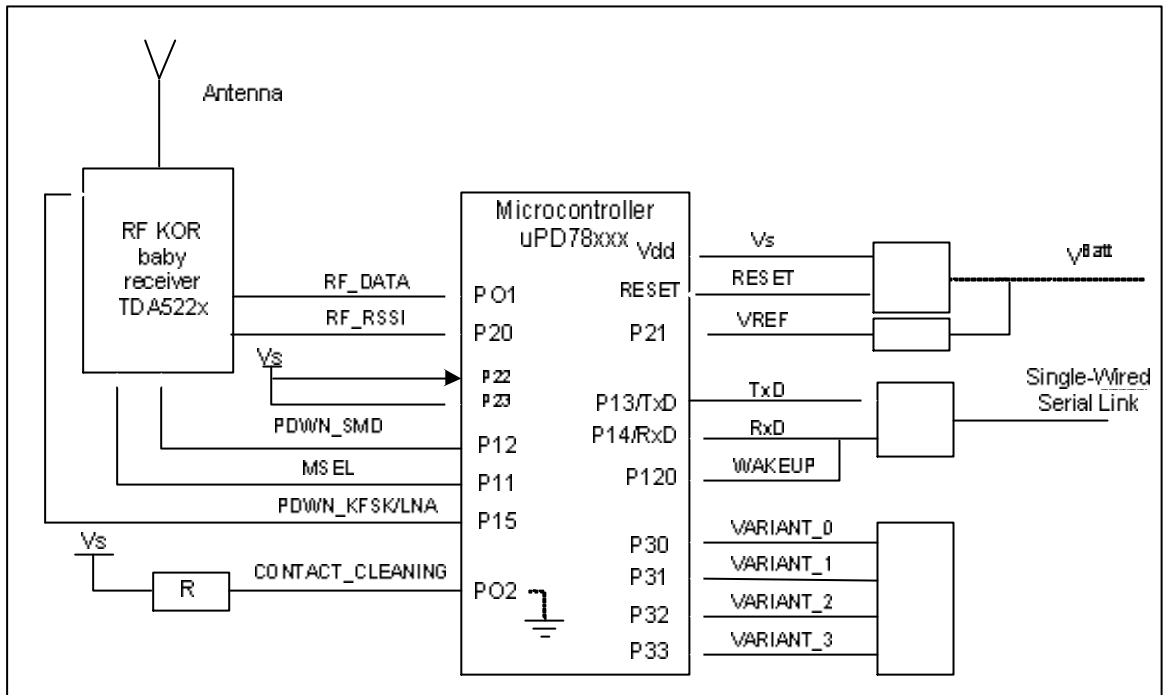 Antenna
RF KOR
baby
receiver
TDA522x
RF_DATA
RF_RSSI
Vs
PDWN_SMD
MSEL
PDWN_KFSK/LNA
Vs
R
CONTACT_CLEANING
Microcontroller
uPD78xxx
Vdd
RESET
PO1
P20
P21
P22
P23
P13/TxD
P14/RxD
P12
P120
P11
P15
P30
P31
PO2
P32
P33
Vs
RESET
VREF
VBatt
TxD
RxD
WAKEUP
Single-Wired
Serial Link
VARIANT_0
VARIANT_1
VARIANT_2
VARIANT_3